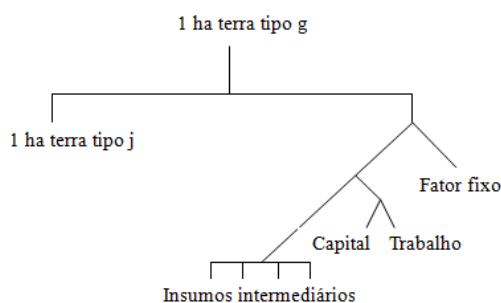 1 ha terra tipo g
1 ha terra tipo j
Fator fixo
Capital
Trabalho
Insumos intermediários